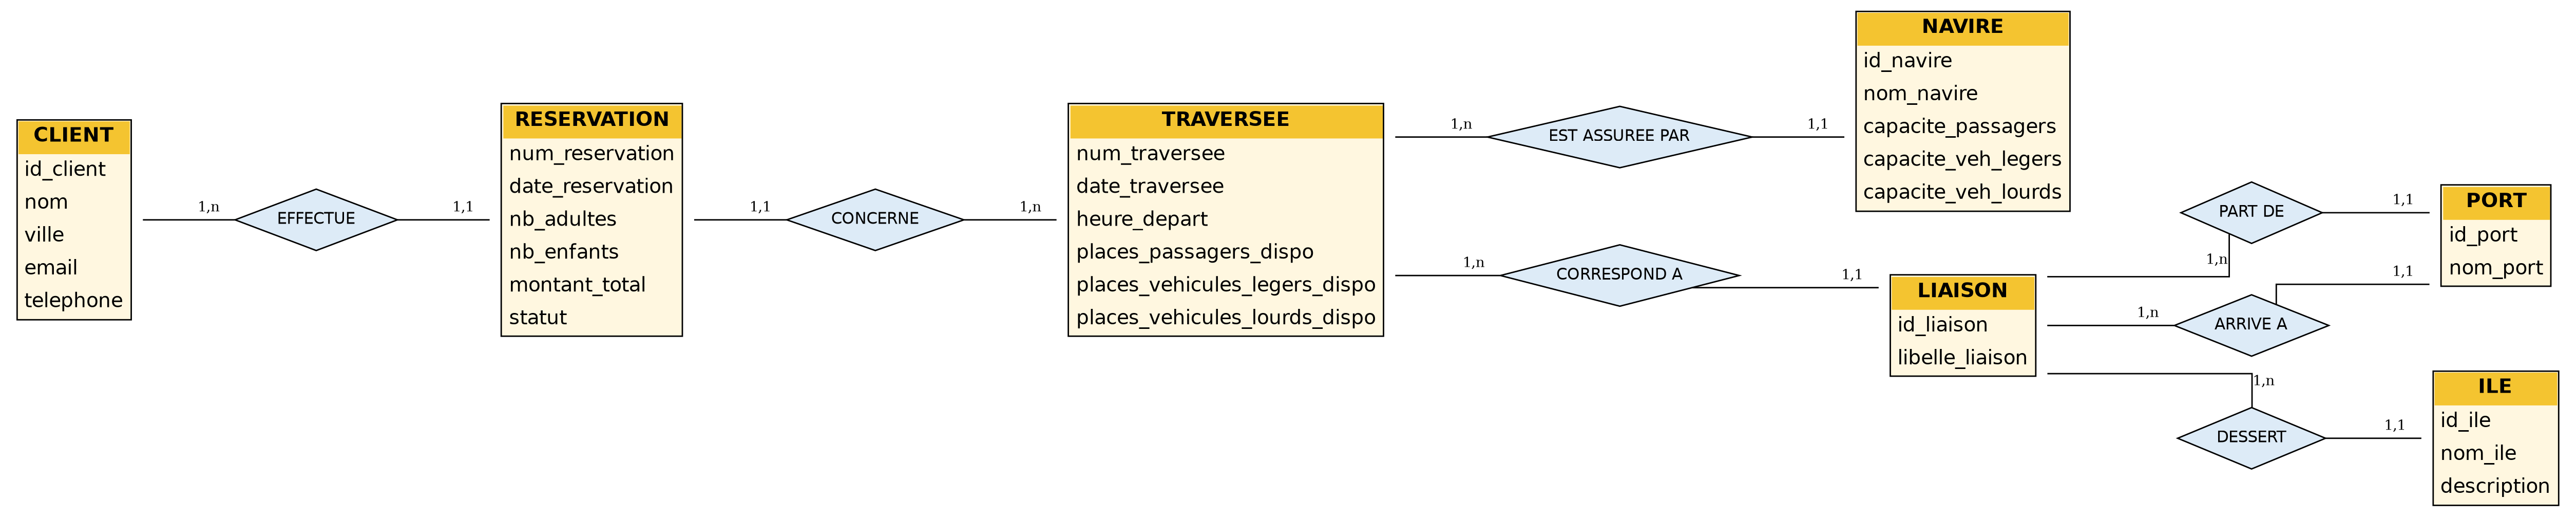 CLIENT
id_client
nom
ville
email
telephone
1,n
EFFECTUE
1,1
RESERVATION
num_reservation
date_reservation
nb_adultes
nb_enfants
montant_total
statut
1,1
CONCERNE
1,n
TRAVERSEE
num_traversee
date_traversee
heure_depart
places_passagers_dispo
places_vehicules_legers_dispo
places_vehicules_lourds_dispo
1,n
EST ASSUREE PAR
1,1
NAVIRE
id_navire
nom_navire
capacite_passagers
capacite_veh_legers
capacite_veh_lourds
1,n
CORRESPOND A
1,1
LIAISON
id_liaison
libelle_liaison
1,n
PART DE
1,1
PORT
id_port
nom_port
1,n
ARRIVE A
1,1
1,n
DESSERT
1,1
ILE
id_ile
nom_ile
description